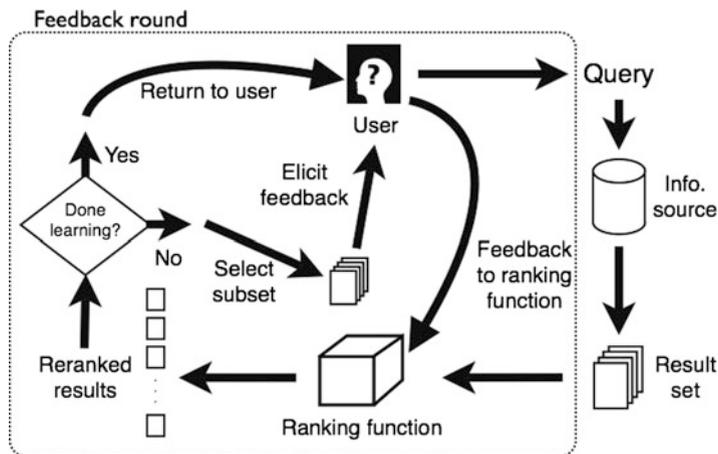 Feedback round
Return to user
User
Query
Yes
Elicit
feedback
Info.
source
Done
learning?
No
Select
subset
Feedback
to ranking
function
Reranked
results
Ranking function
Result
set
?